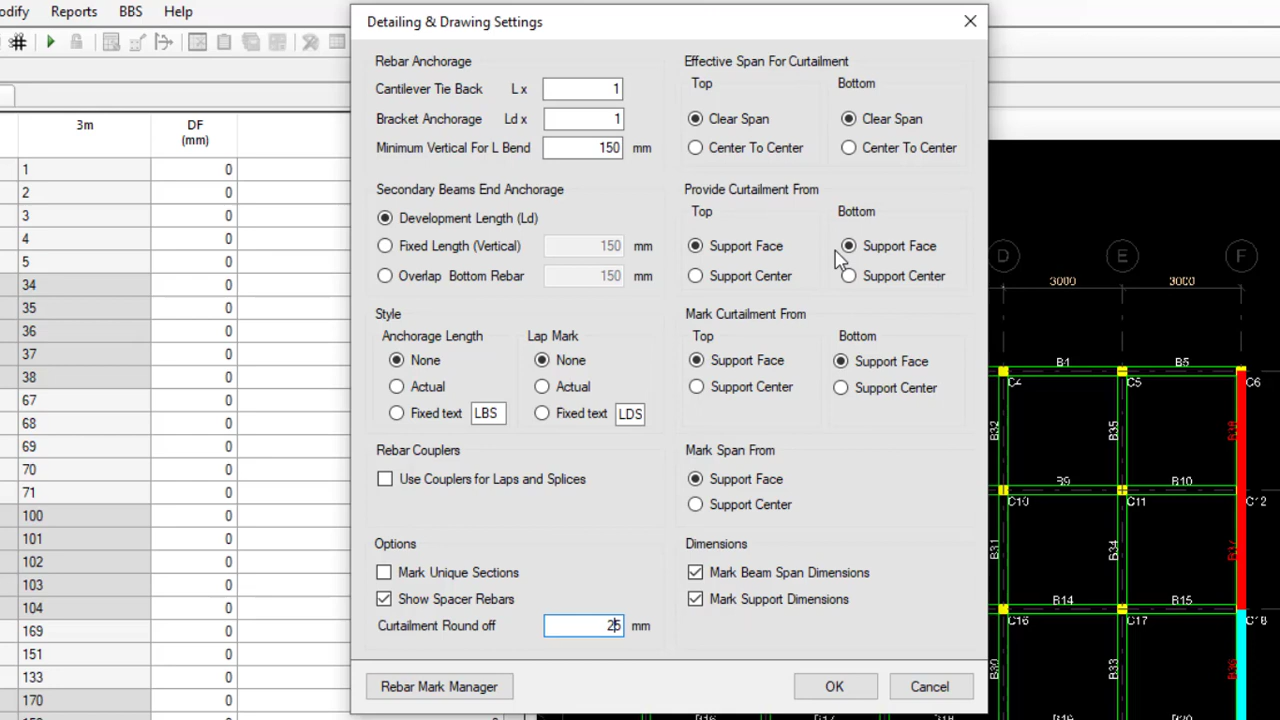 odify Reports BBS Help
Detailing & Drawing Settings
Rebar Anchorage
Cantilever Tie Back L x 1
Bracket Anchorage Ld x 1
Minimum Vertical For L Bend 150 mm
Secondary Beams End Anchorage
Development Length (Ld)
Fixed Length (Vertical) 150 mm
Overlap Bottom Rebar 150 mm
Style
Anchorage Length Lap Mark
None None
Actual Actual
Fixed text LBS Fixed text LDS
Rebar Couplers
Use Couplers for Laps and Splices
Options
Mark Unique Sections
Show Spacer Rebars
Curtailment Round off 25 mm
Effective Span For Curtailment
Top Bottom
Clear Span Clear Span
Center To Center Center To Center
Provide Curtailment From
Top Bottom
Support Face Support Face
Support Center Support Center
Mark Curtailment From
Top Bottom
Support Face Support Face
Support Center Support Center
Mark Span From
Support Face
Support Center
Dimensions
Mark Beam Span Dimensions
Mark Support Dimensions
Rebar Mark Manager OK Cancel
3m DF
(mm)
1 0
2 0
3 0
4 0
5 0
34 0
35 0
36 0
37 0
38 0
67 0
68 0
69 0
70 0
71 0
100 0
101 0
102 0
103 0
104 0
169 0
151 0
133 0
170 0
D E F
3000 3000
B4 B5
C4 C5 C6
B32 B35 B38
B9 B10
C10 C11 C12
B31 B34 B37
B14 B15
C16 C17 C18
B30 B33 B36